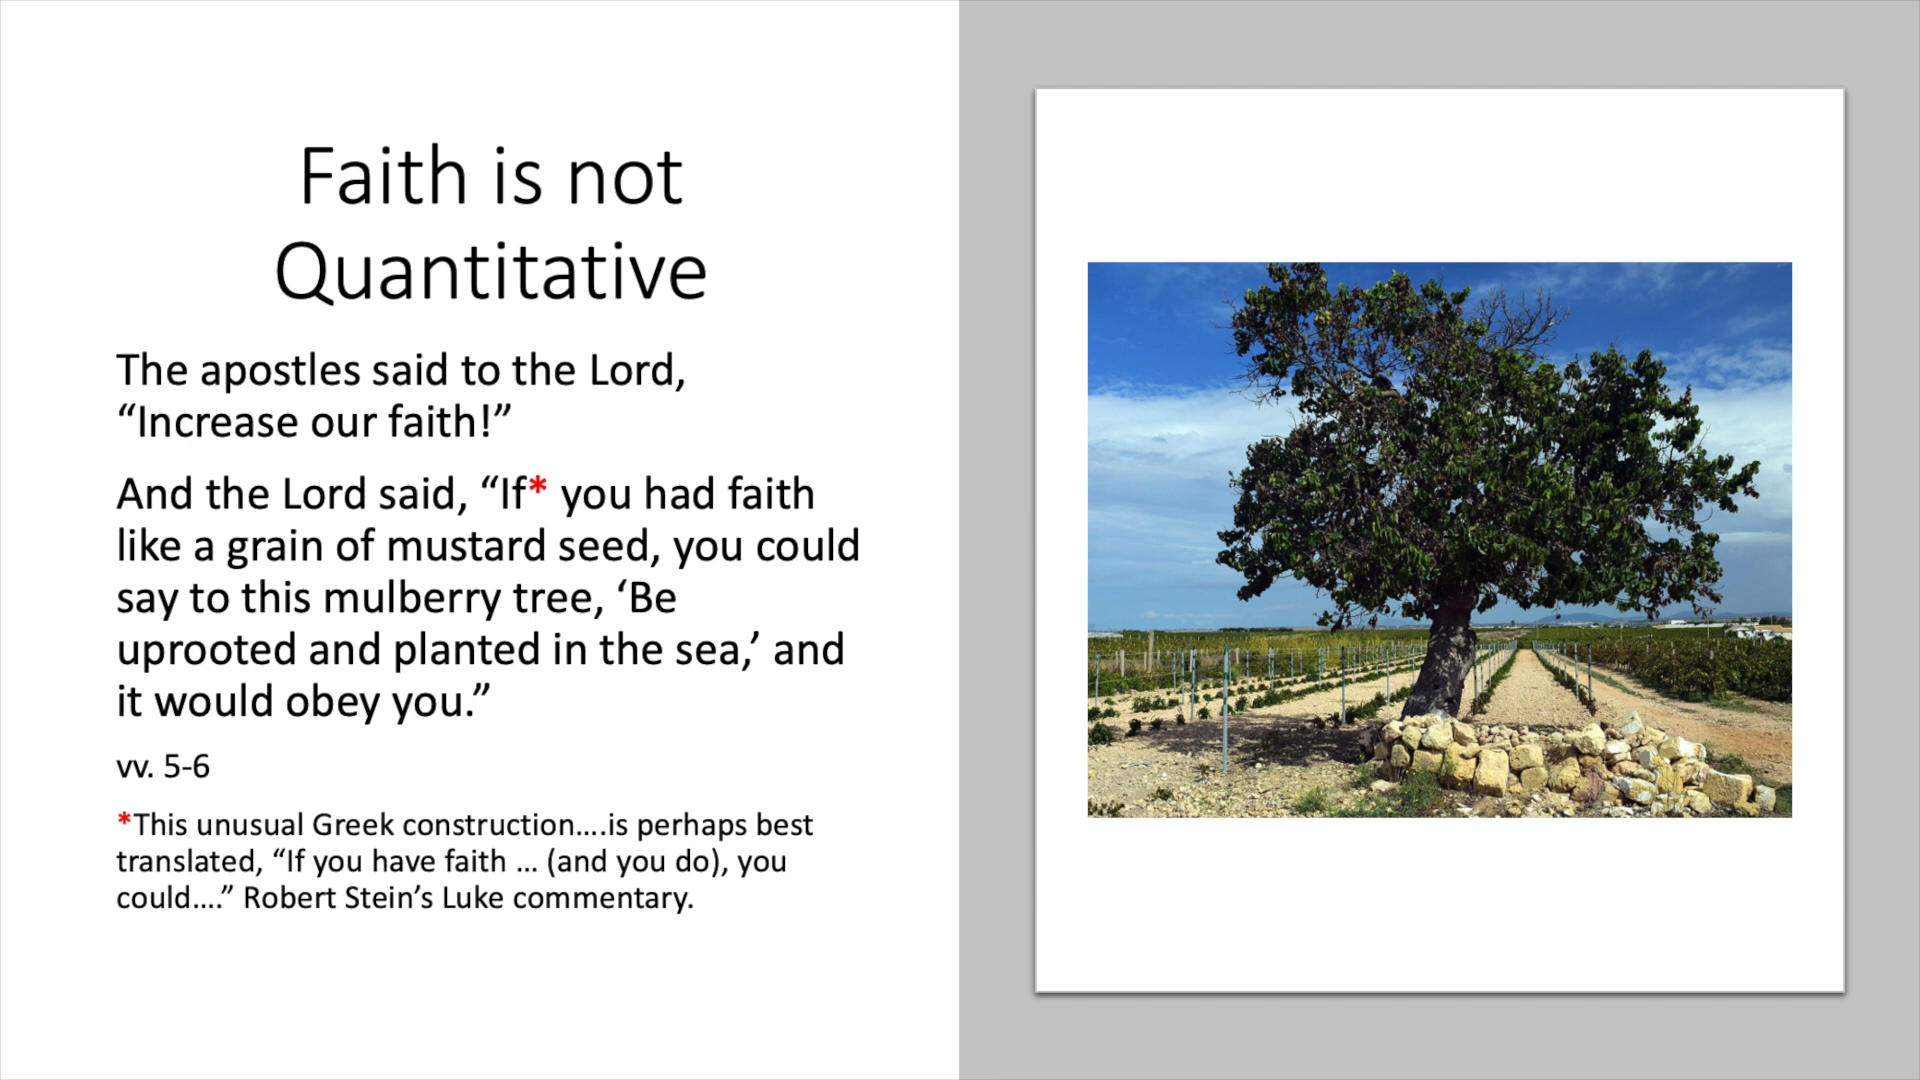 Faith is not
Quantitative
The apostles said to the Lord,
“Increase our faith!”
And the Lord said, “If* you had faith
like a grain of mustard seed, you could
say to this mulberry tree, ‘Be
uprooted and planted in the sea,’ and
it would obey you.”
vv. 5-6
*This unusual Greek construction….is perhaps best
translated, “If you have faith … (and you do), you
could….” Robert Stein’s Luke commentary.